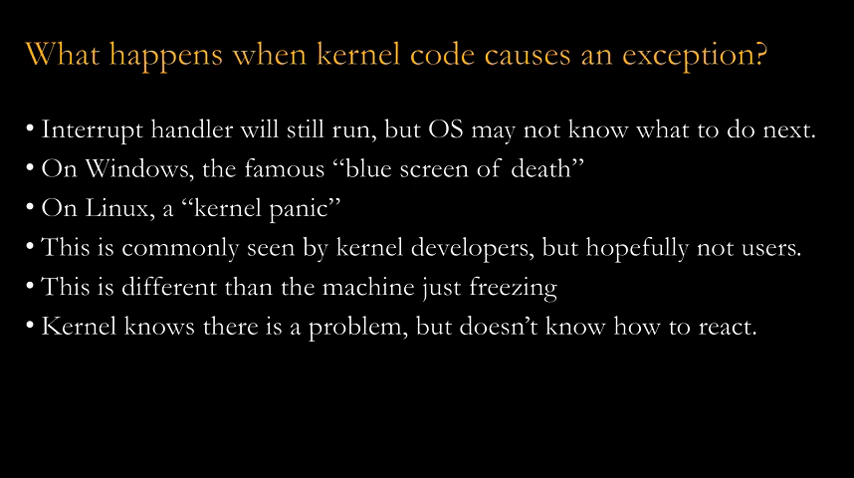 What happens when kernel code causes an exception?
• Interrupt handler will still run, but OS may not know what to do next.
• On Windows, the famous “blue screen of death”
• On Linux, a “kernel panic”
• This is commonly seen by kernel developers, but hopefully not users.
• This is different than the machine just freezing
• Kernel knows there is a problem, but doesn’t know how to react.